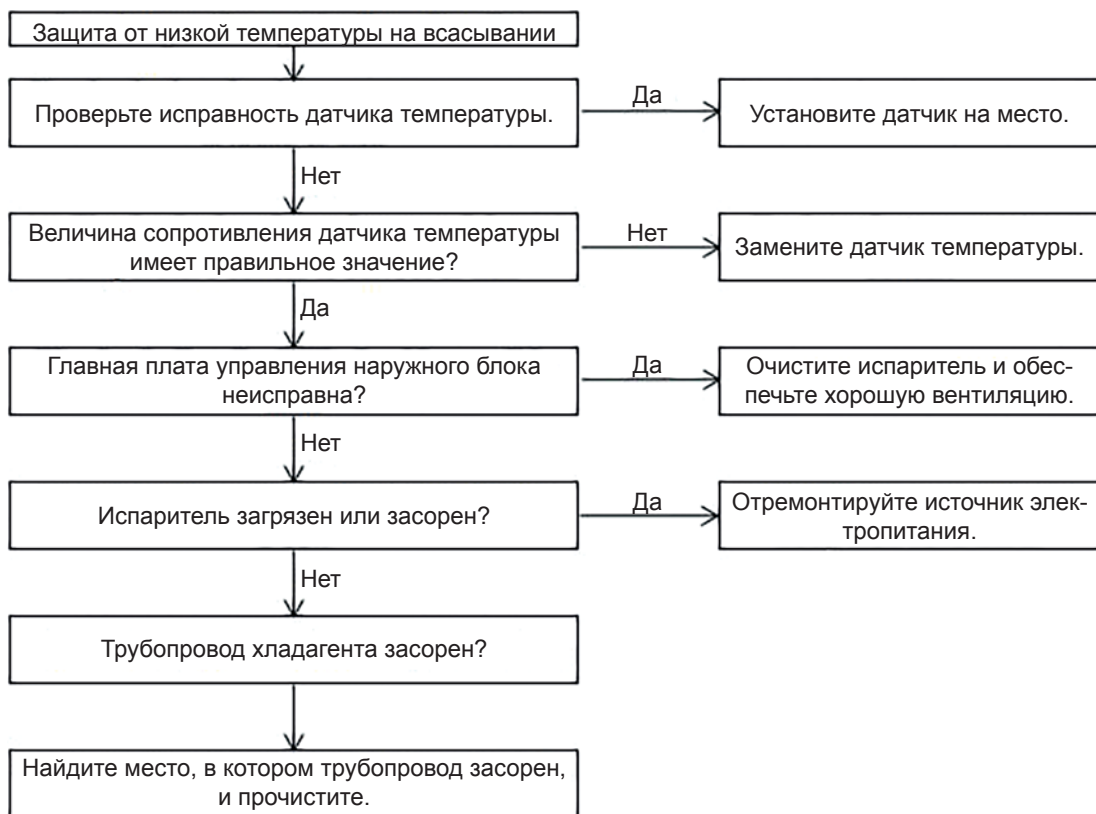 Защита от низкой температуры на всасывании
Проверьте исправность датчика температуры.
Да
Установите датчик на место.
Нет
Величина сопротивления датчика температуры
имеет правильное значение?
Нет
Замените датчик температуры.
Да
Главная плата управления наружного блока
неисправна?
Да
Очистите испаритель и обес-
печьте хорошую вентиляцию.
Нет
Испаритель загрязнен или засорен?
Да
Отремонтируйте источник элек-
тропитания.
Нет
Трубопровод хладагента засорен?
Найдите место, в котором трубопровод засорен,
и прочистите.